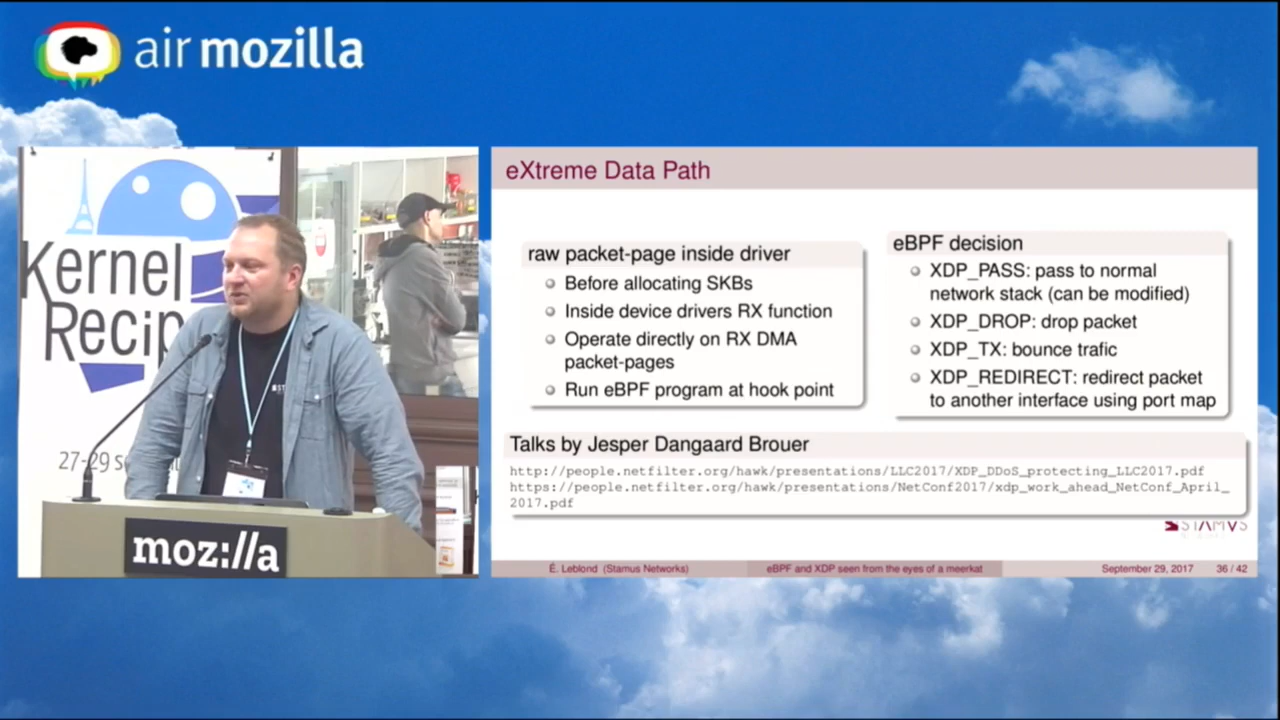 air mozilla
Kernel
Recip
27-29 s
moz://a
eXtreme Data Path
raw packet-page inside driver
Before allocating SKBs
Inside device drivers RX function
Operate directly on RX DMA
packet-pages
Run eBPF program at hook point
eBPF decision
XDP_PASS: pass to normal
network stack (can be modified)
XDP_DROP: drop packet
XDP_TX: bounce trafic
XDP_REDIRECT: redirect packet
to another interface using port map
Talks by Jesper Dangaard Brouer
http://people.netfilter.org/hawk/presentations/LLC2017/XDP_DDoS_protecting_LLC2017.pdf
https://people.netfilter.org/hawk/presentations/NetConf2017/xdp_work_ahead_NetConf_April_
2017.pdf
STAMUS
É. Leblond (Stamus Networks)
eBPF and XDP seen from the eyes of a meerkat
September 29, 2017
36 / 42